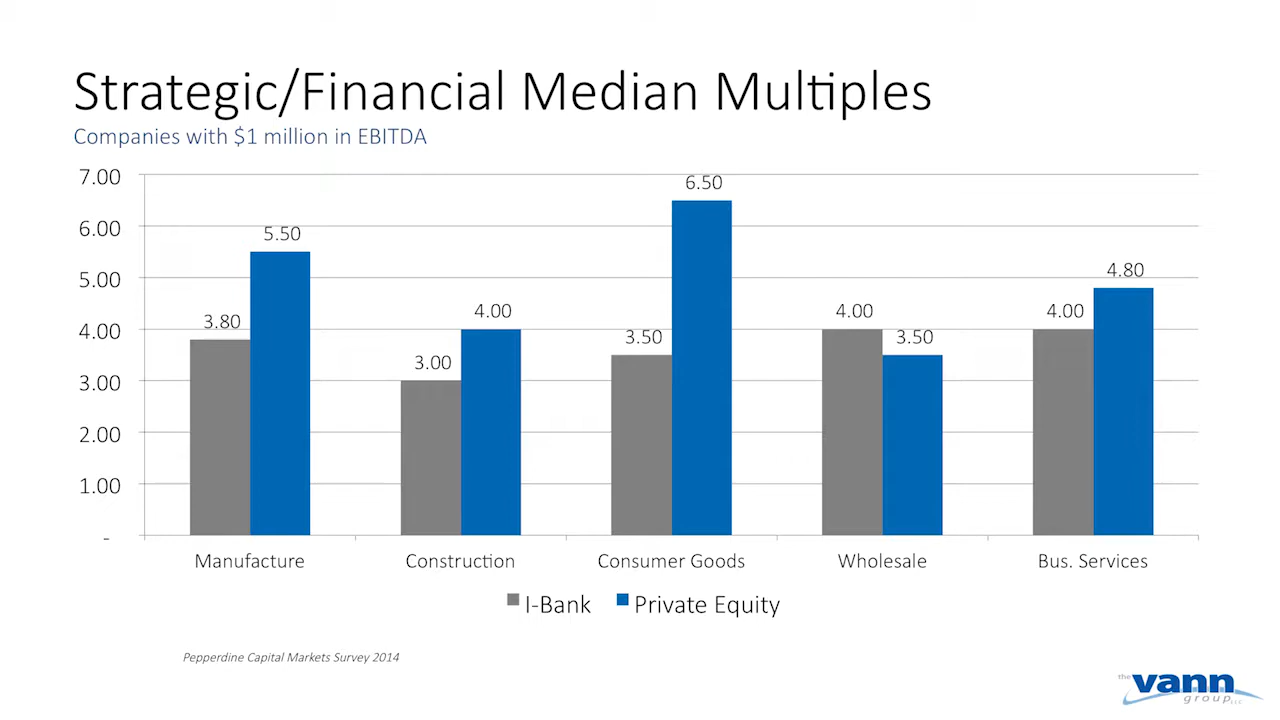 Strategic/Financial Median Multiples
Companies with $1 million in EBITDA
7.00
6.00
5.00
4.00
3.00
2.00
1.00
-
3.80
5.50
3.00
4.00
3.50
6.50
4.00
3.50
4.00
4.80
Manufacture
Construction
Consumer Goods
Wholesale
Bus. Services
I-Bank
Private Equity
Pepperdine Capital Markets Survey 2014
the
vann
group LLC